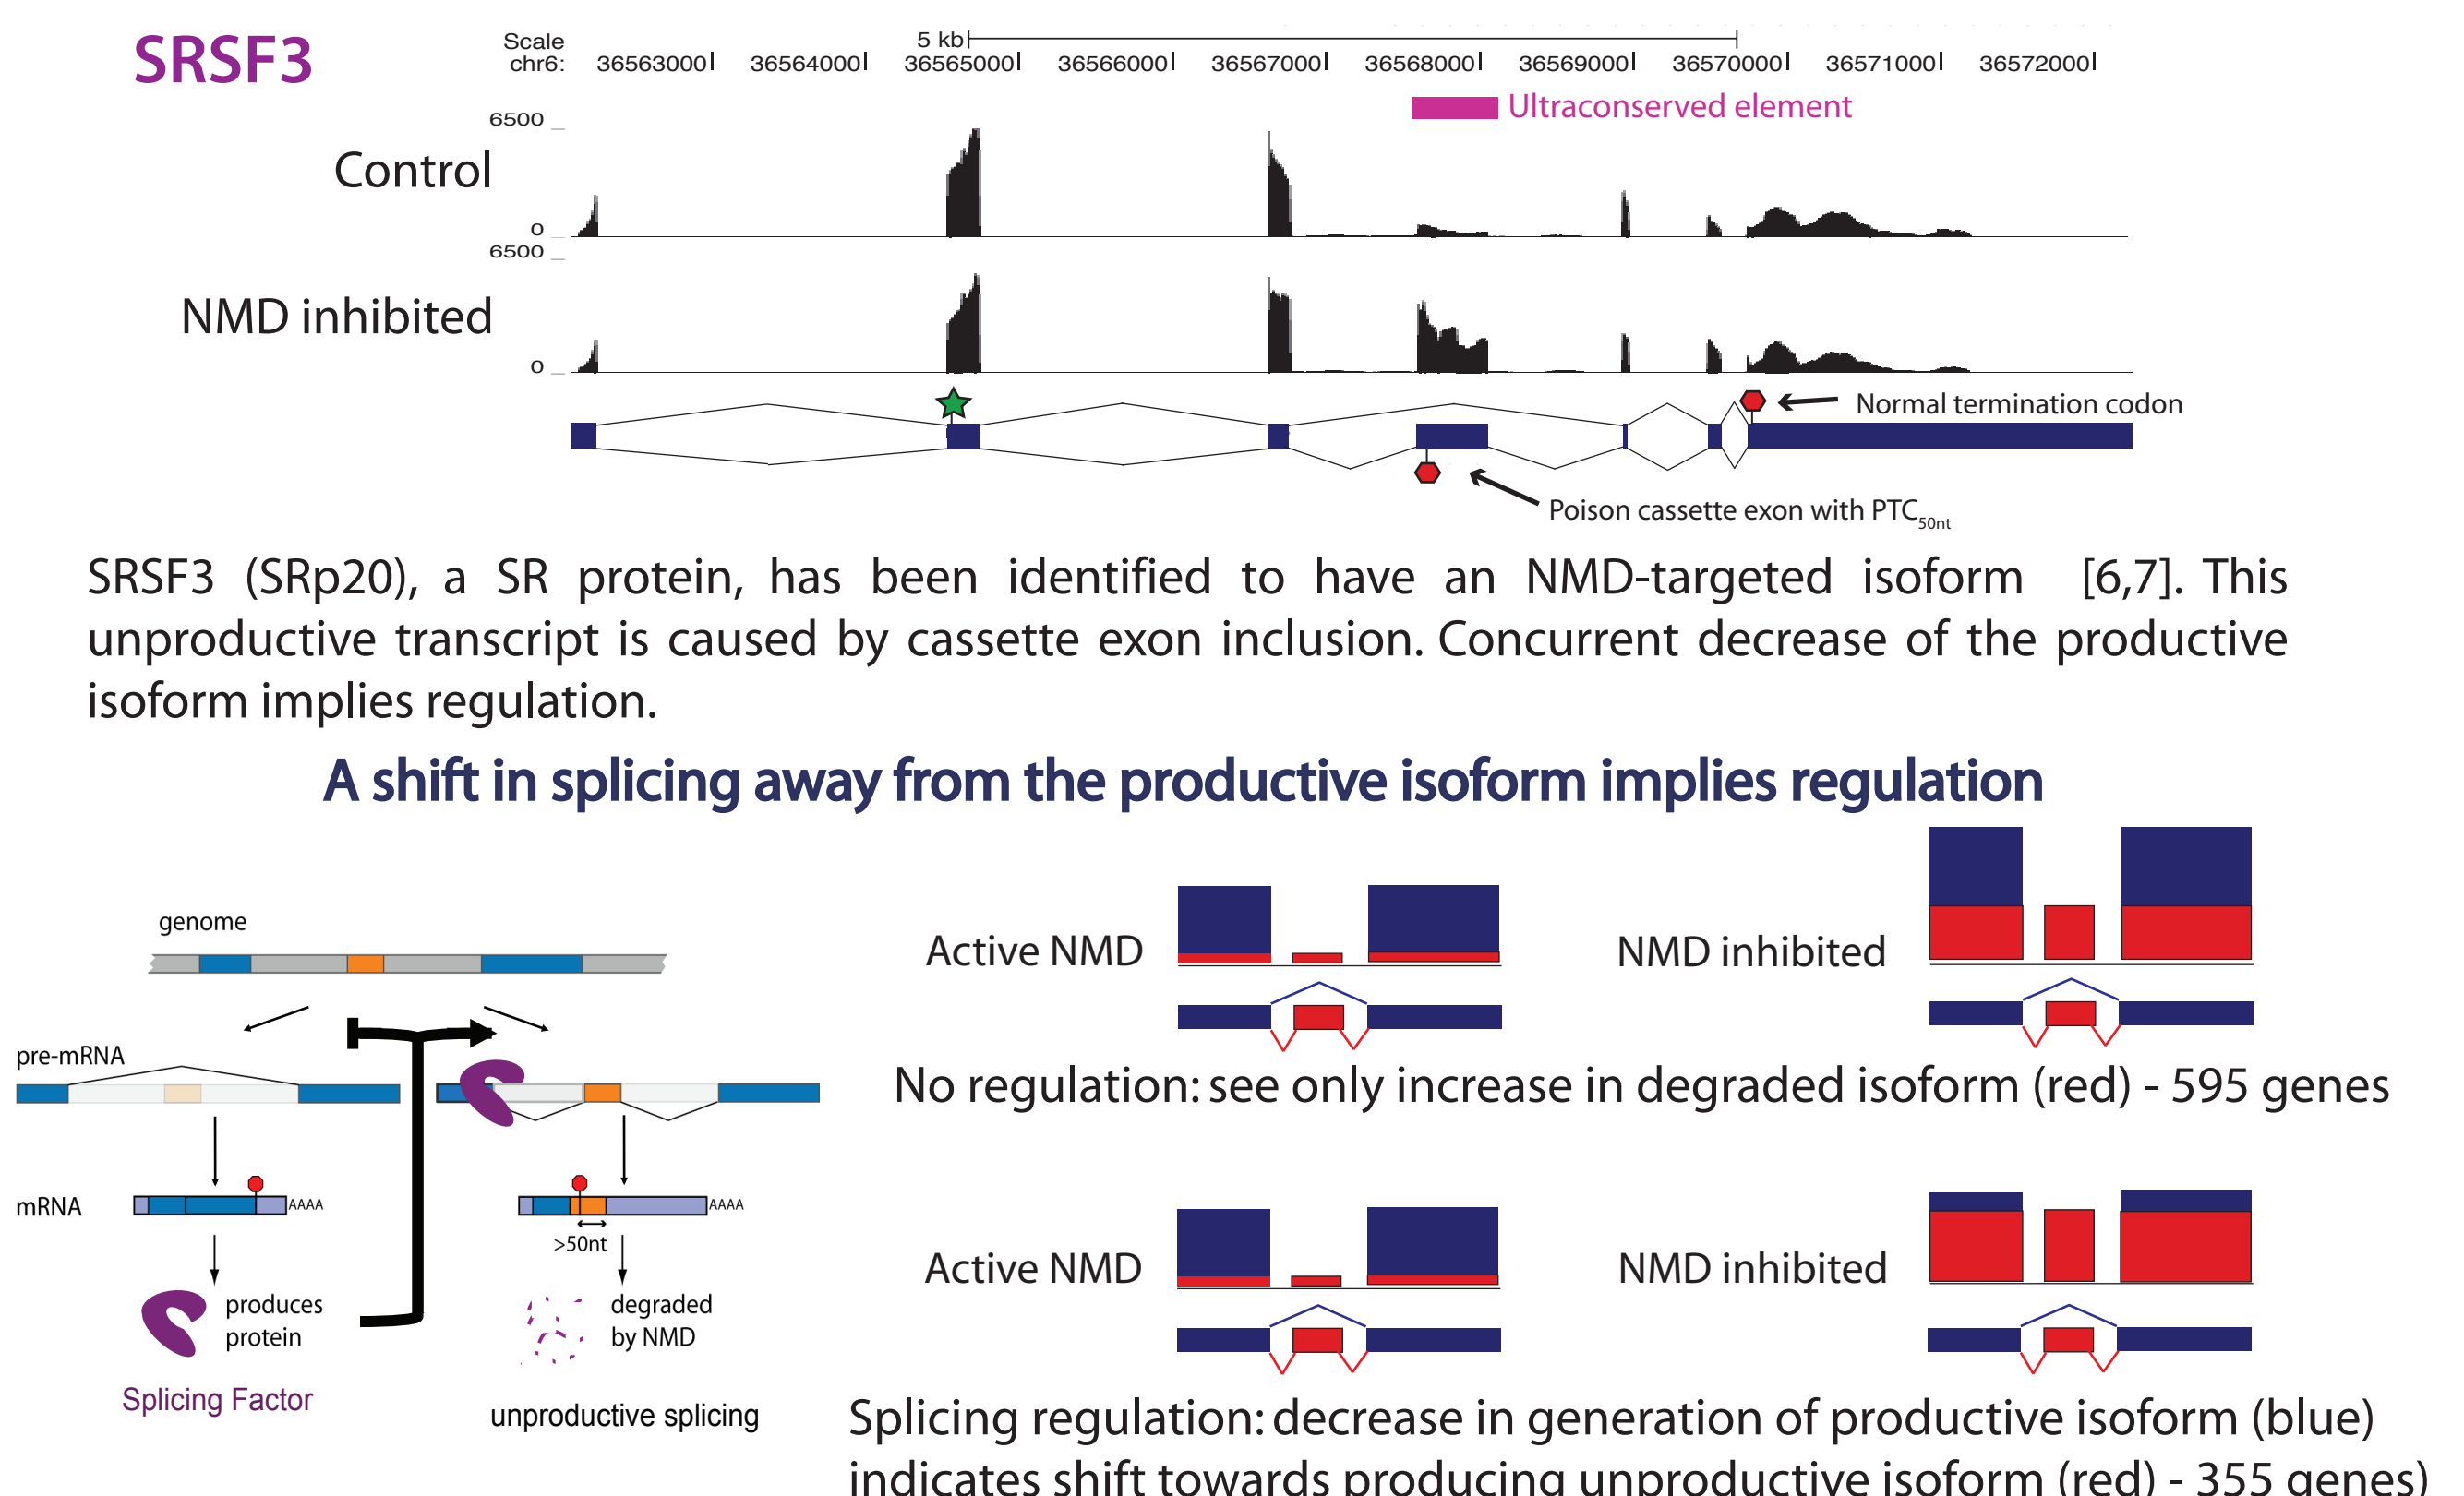 SRSF3
Scale
5 kb
chr6:
36563000
36564000
36565000
36566000
36567000
36568000
36569000
36570000
36571000
36572000
Ultraconserved element
6500
Control
0
6500
NMD inhibited
0
Normal termination codon
Poison cassette exon with PTC50nt
SRSF3 (SRp20), a SR protein, has been identified to have an NMD-targeted isoform [6,7]. This
unproductive transcript is caused by cassette exon inclusion. Concurrent decrease of the productive
isoform implies regulation.
A shift in splicing away from the productive isoform implies regulation
genome
pre-mRNA
mRNA
AAAA
AAAA
>50nt
produces
protein
degraded
by NMD
Splicing Factor
unproductive splicing
Active NMD
NMD inhibited
No regulation: see only increase in degraded isoform (red) - 595 genes
Active NMD
NMD inhibited
Splicing regulation: decrease in generation of productive isoform (blue)
indicates shift towards producing unproductive isoform (red) - 355 genes)